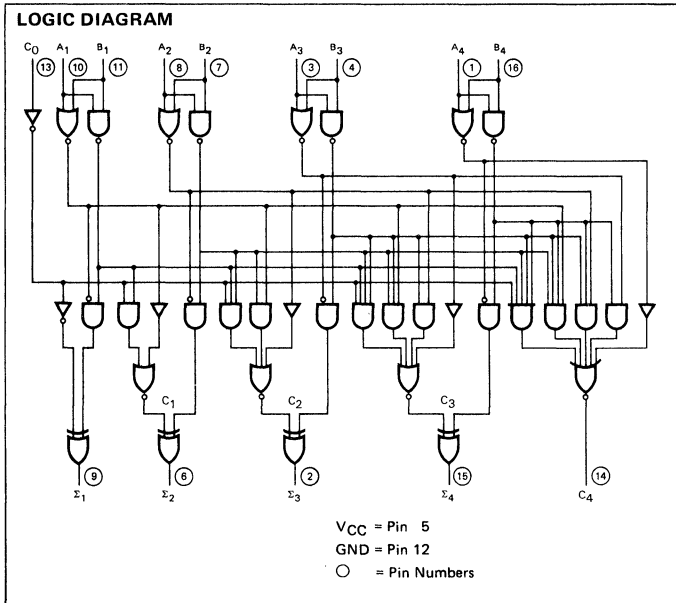 LOGIC DIAGRAM
C0 A1 B1 A2 B2 A3 B3 A4 B4
13 10 11 8 7 3 4 1 16
C1 C2 C3
9 6 2 15 14
Σ1 Σ2 Σ3 Σ4 C4
VCC = Pin 5
GND = Pin 12
○ = Pin Numbers